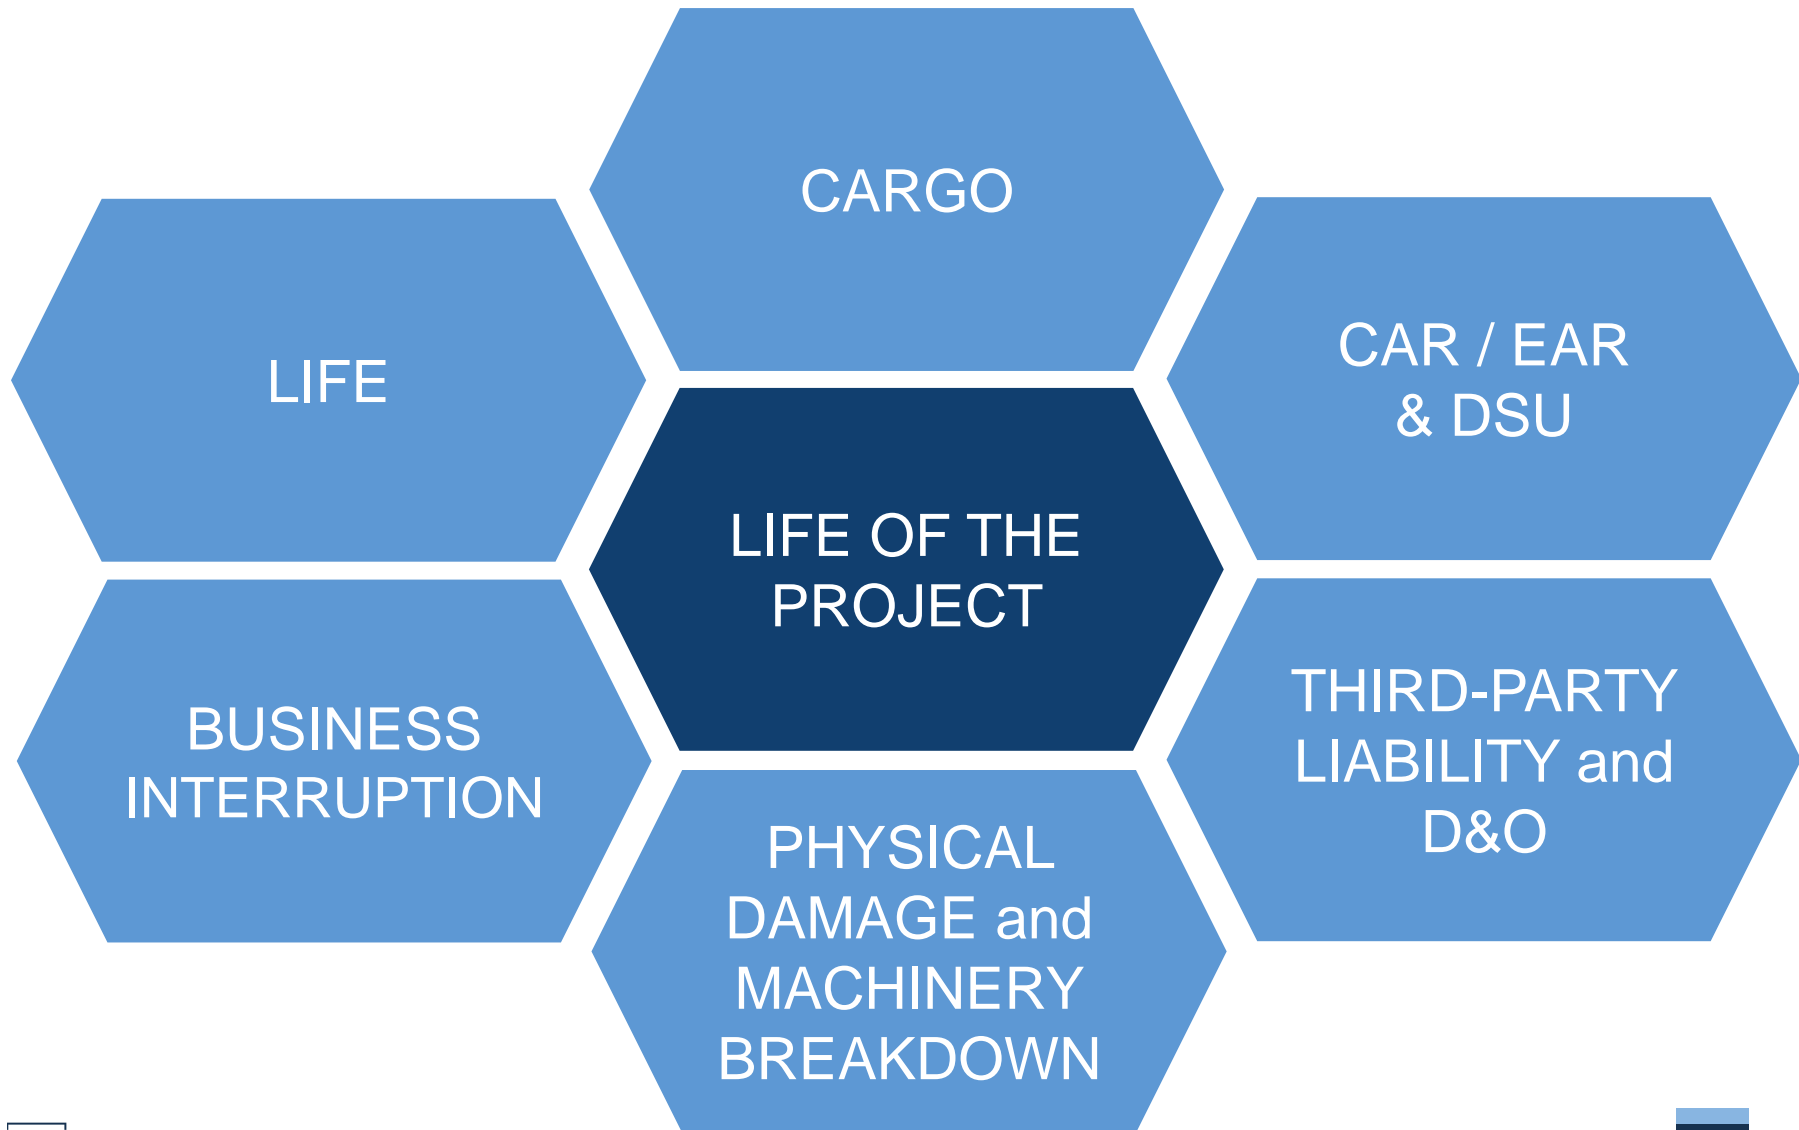 CARGO
LIFE
CAR / EAR
& DSU
LIFE OF THE
PROJECT
THIRD-PARTY
LIABILITY and
D&O
BUSINESS
INTERRUPTION
PHYSICAL
DAMAGE and
MACHINERY
BREAKDOWN